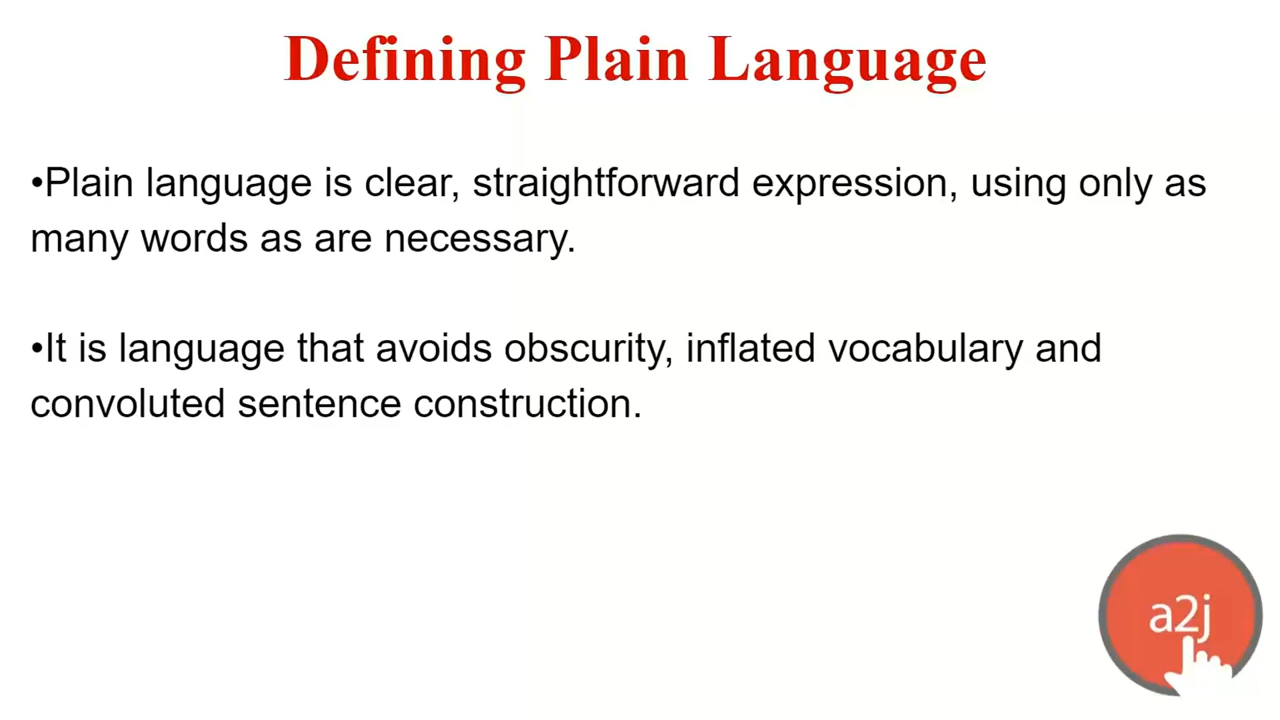 Defining Plain Language
•Plain language is clear, straightforward expression, using only as
many words as are necessary.
•It is language that avoids obscurity, inflated vocabulary and
convoluted sentence construction.
a2j